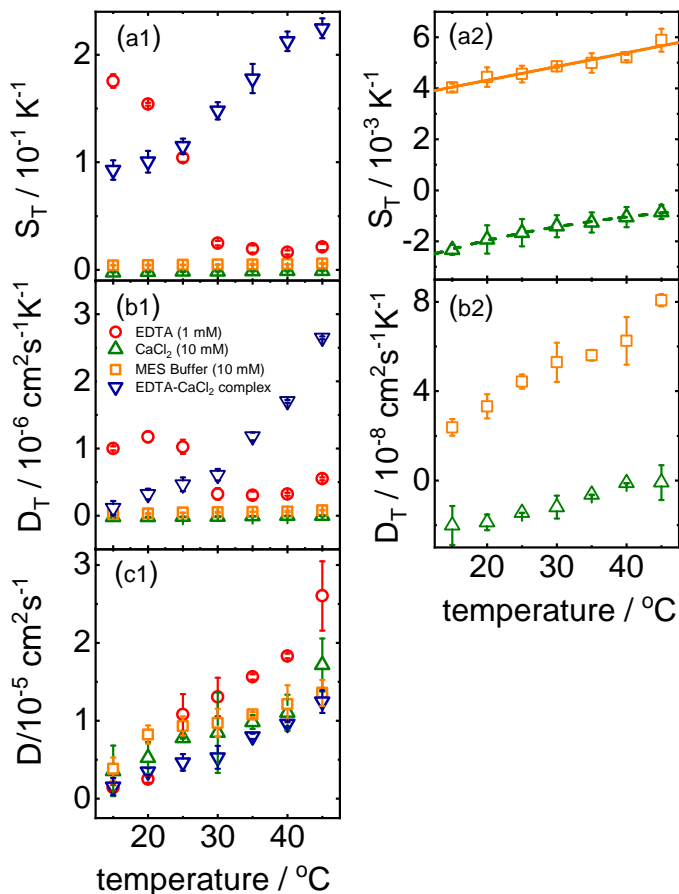 (a1)
2
1
0
S_T / 10^-1 K^-1
(a2)
6
4
2
0
-2
S_T / 10^-3 K^-1
(b1)
3
2
1
0
D_T / 10^-6 cm^2s^-1K^-1
EDTA (1 mM)
CaCl_2 (10 mM)
MES Buffer (10 mM)
EDTA-CaCl_2 complex
(b2)
8
4
0
D_T / 10^-8 cm^2s^-1K^-1
20 30 40
temperature / °C
(c1)
3
2
1
0
D/10^-5 cm^2s^-1
20 30 40
temperature / °C